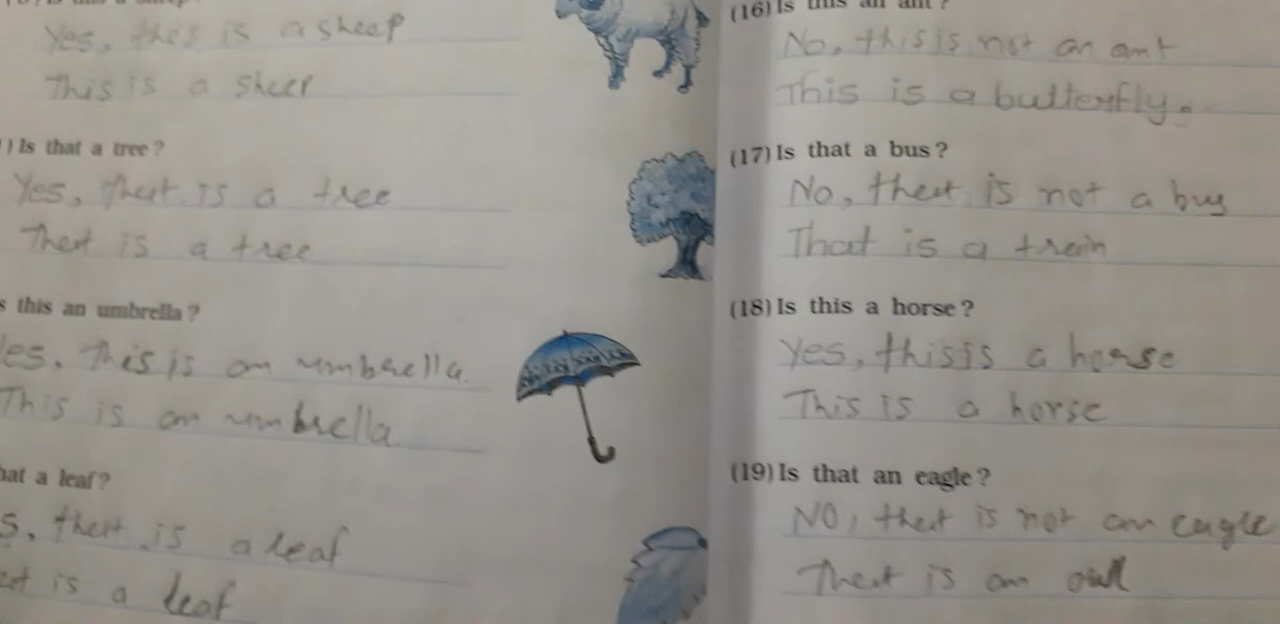 Yes, this is a sheep
This is a sheep
) Is that a tree?
Yes, that is a tree
That is a tree
s this an umbrella?
es, this is an umbrella.
This is an umbrella
hat a leaf?
s, that is a leaf
at is a leaf
(16) Is this an ant?
No, this is not an ant
This is a butterfly.
(17) Is that a bus?
No, that is not a bus
That is a train
(18) Is this a horse?
Yes, this is a horse
This is a horse
(19) Is that an eagle?
NO, that is not an eagle
That is an owl